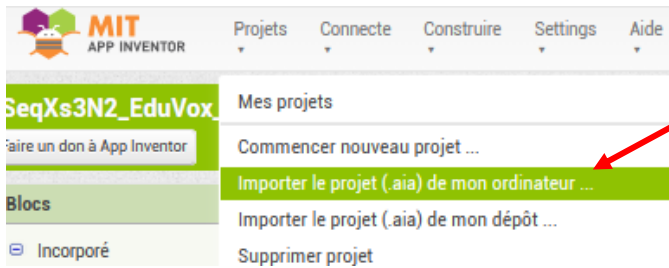 MIT
APP INVENTOR
Projets Connecte Construire Settings Aide
SeqXs3N2_EduVox_
Faire un don à App Inventor
Blocs
Incorporé
Mes projets
Commencer nouveau projet ...
Importer le projet (.aia) de mon ordinateur ...
Importer le projet (.aia) de mon dépôt ...
Supprimer projet